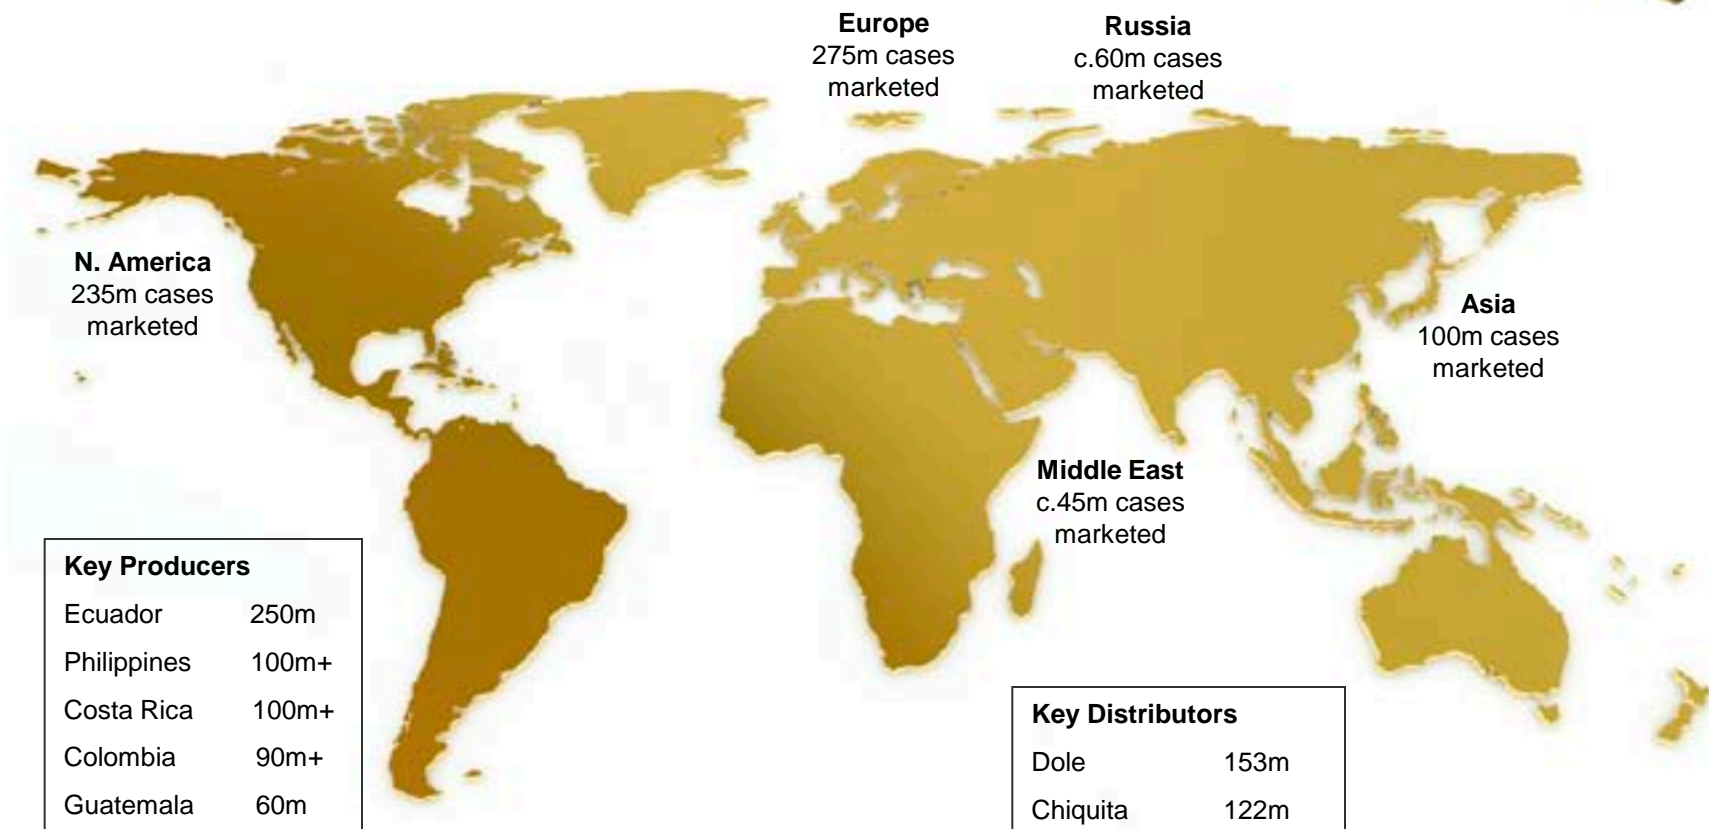 Europe
275m cases
marketed
Russia
c.60m cases
marketed
N. America
235m cases
marketed
Asia
100m cases
marketed
Middle East
c.45m cases
marketed
Key Producers
Ecuador 250m
Philippines 100m+
Costa Rica 100m+
Colombia 90m+
Guatemala 60m
Key Distributors
Dole 153m
Chiquita 122m